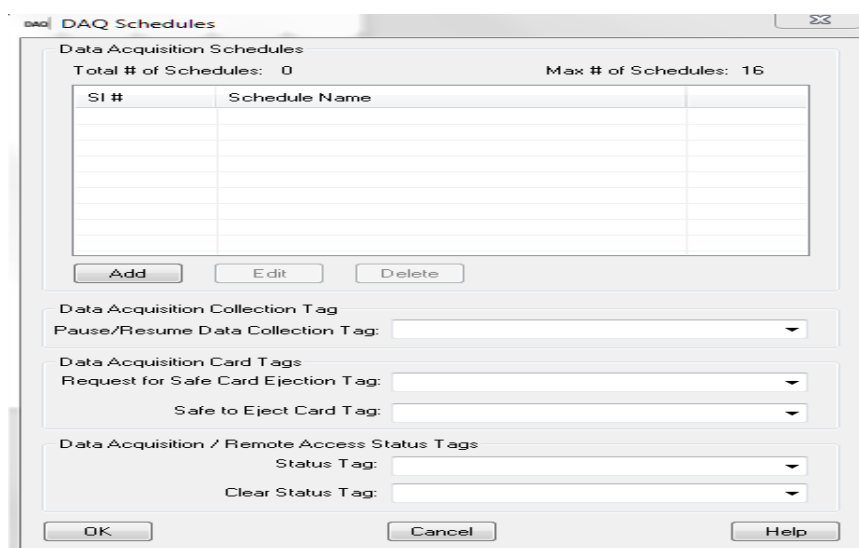 DAQ DAQ Schedules
Data Acquisition Schedules
Total # of Schedules: 0 Max # of Schedules: 16
SI # Schedule Name
Add Edit Delete
Data Acquisition Collection Tag
Pause/Resume Data Collection Tag:
Data Acquisition Card Tags
Request for Safe Card Ejection Tag:
Safe to Eject Card Tag:
Data Acquisition / Remote Access Status Tags
Status Tag:
Clear Status Tag:
OK Cancel Help